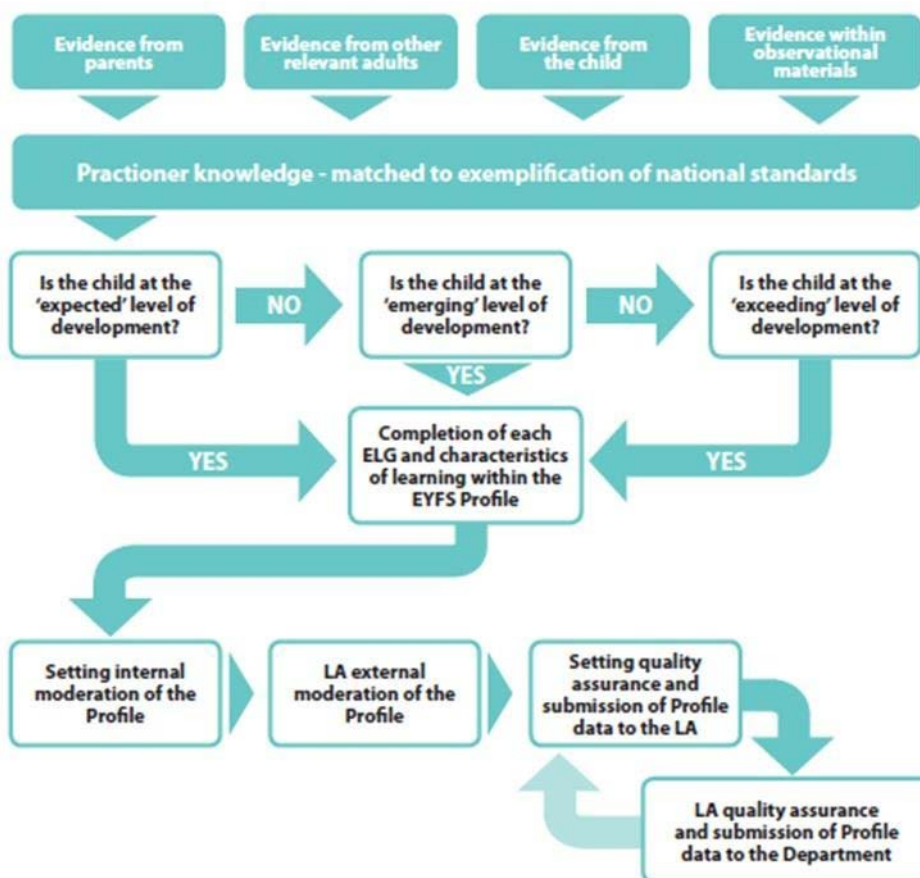 Evidence from
parents
Evidence from other
relevant adults
Evidence from
the child
Evidence within
observational
materials
Practioner knowledge - matched to exemplification of national standards
Is the child at the
‘expected’ level of
development?
NO
Is the child at the
‘emerging’ level of
development?
NO
Is the child at the
‘exceeding’ level of
development?
YES
YES
Completion of each
ELG and characteristics
of learning within the
EYFS Profile
YES
Setting internal
moderation of the
Profile
LA external
moderation of the
Profile
Setting quality
assurance and
submission of Profile
data to the LA
LA quality assurance
and submission of Profile
data to the Department